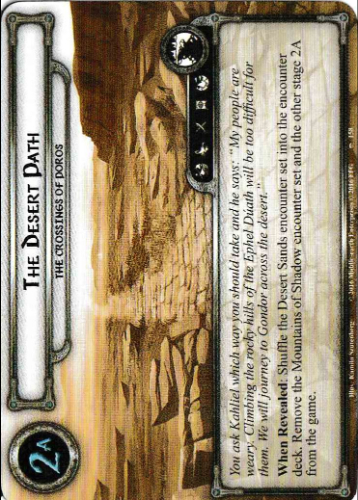 2A
THE DESERT PATH
THE CROSSINGS OF POROS
You ask Kahliel which way you should take and he says: “My people are
weary. Climbing the rocky hills of the Ephel Dúath will be too difficult for
them. We will journey to Gondor across the desert.”
When Revealed: Shuffle the Desert Sands encounter set into the encounter
deck. Remove the Mountains of Shadow encounter set and the other stage 2A
from the game.
Illus. Kamila Szutenberg © 2016 Middle-earth Enterprises © 2016 FFG 158